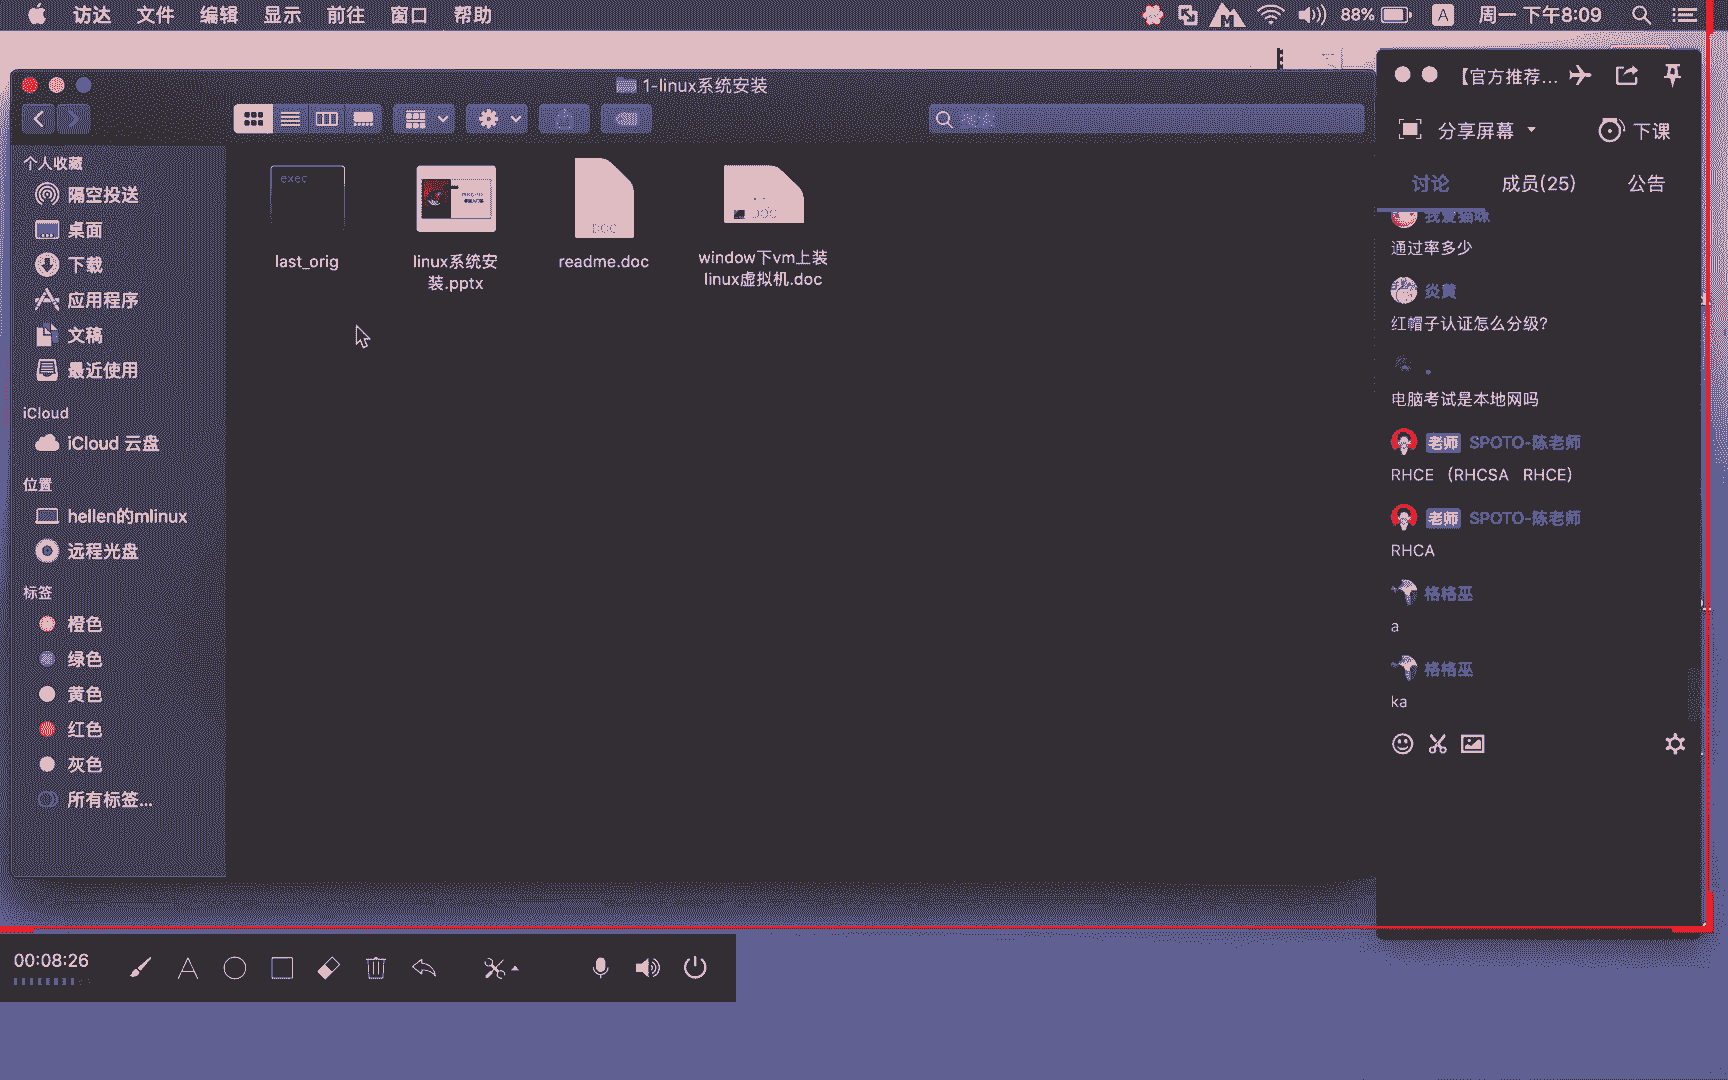 访达 文件 编辑 显示 前往 窗口 帮助 88% A 周一 下午8:09
1-linux系统安装
搜索
个人收藏
隔空投送
桌面
下载
应用程序
文稿
最近使用
iCloud
iCloud 云盘
位置
hellen的mlinux
远程光盘
标签
橙色
绿色
黄色
红色
灰色
所有标签...
exec
last_orig
linux系统安
装.pptx
DOC
readme.doc
DOC
window下vm上装
linux虚拟机.doc
【官方推荐...
分享屏幕 下课
讨论 成员(25) 公告
我爱猫咪
通过率多少
炎黄
红帽子认证怎么分级?
电脑考试是本地网吗
老师 SPOTO-陈老师
RHCE （RHCSA RHCE）
老师 SPOTO-陈老师
RHCA
格格巫
a
格格巫
ka
00:08:26